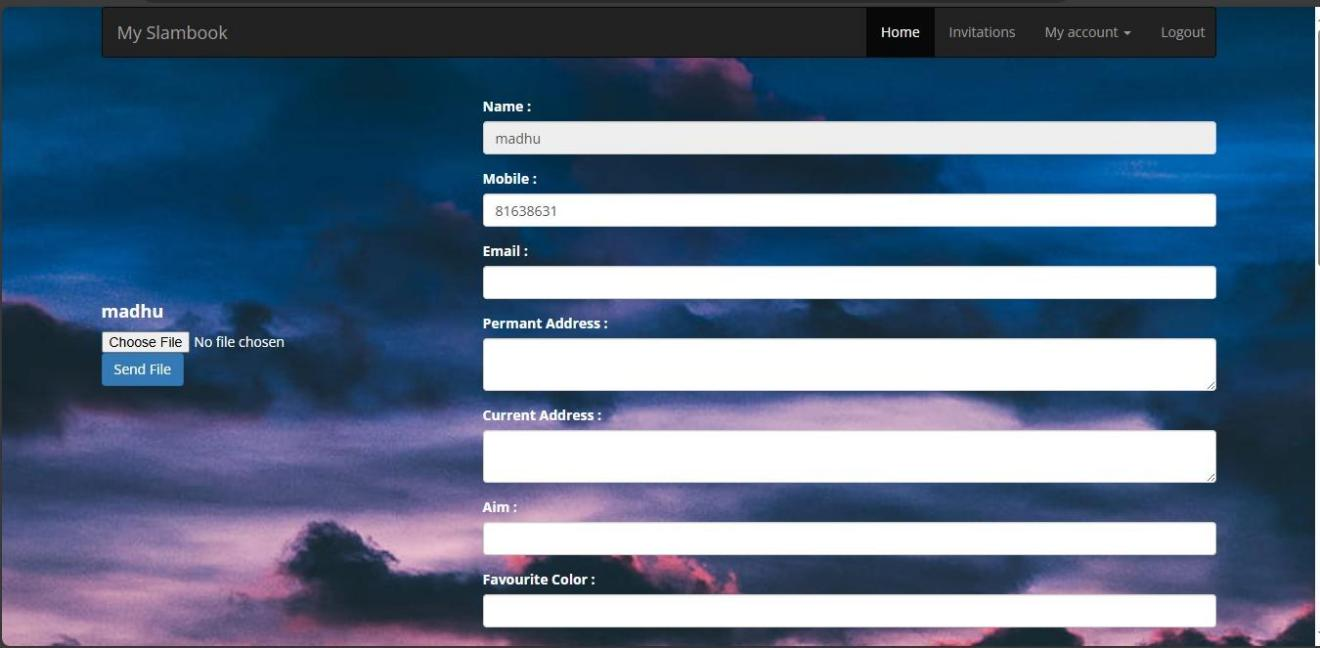 My Slambook Home Invitations My account Logout
Name :
madhu
Mobile :
81638631
Email :
madhu
Choose File No file chosen
Send File
Permant Address :
Current Address :
Aim :
Favourite Color :